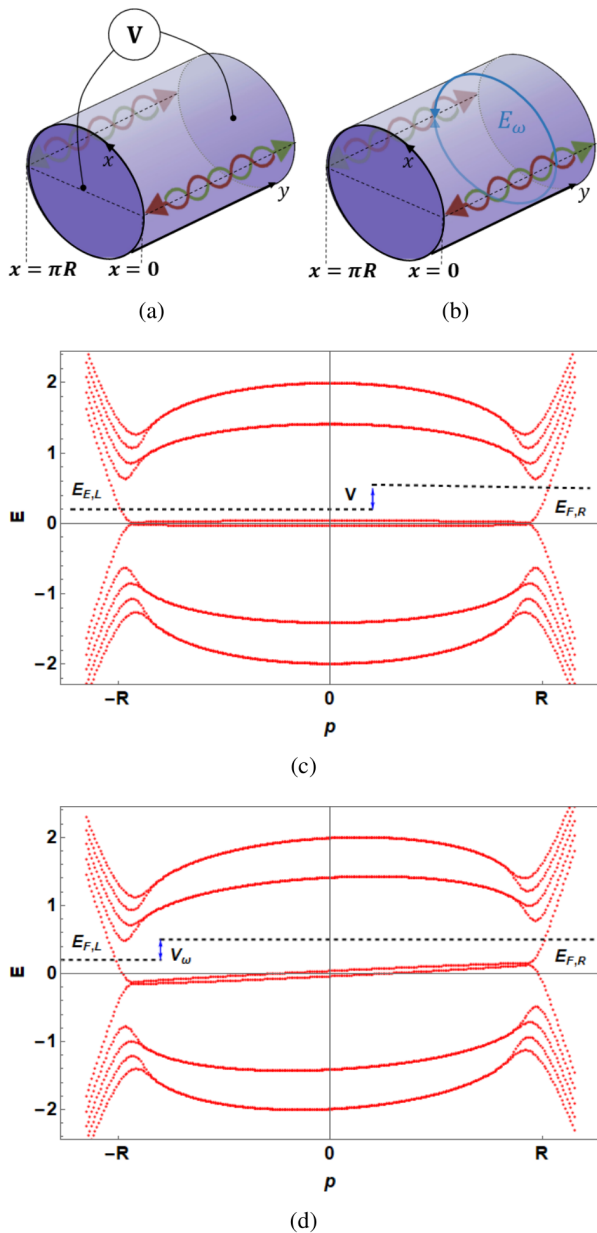 V
x
y
x = πR
x = 0
(a)
E_ω
x
y
x = πR
x = 0
(b)
2
1
0
−1
−2
E
E_{E,L}
V
E_{F,R}
−R
0
R
p
(c)
2
1
0
−1
−2
E
E_{F,L}
V_ω
E_{F,R}
−R
0
R
p
(d)